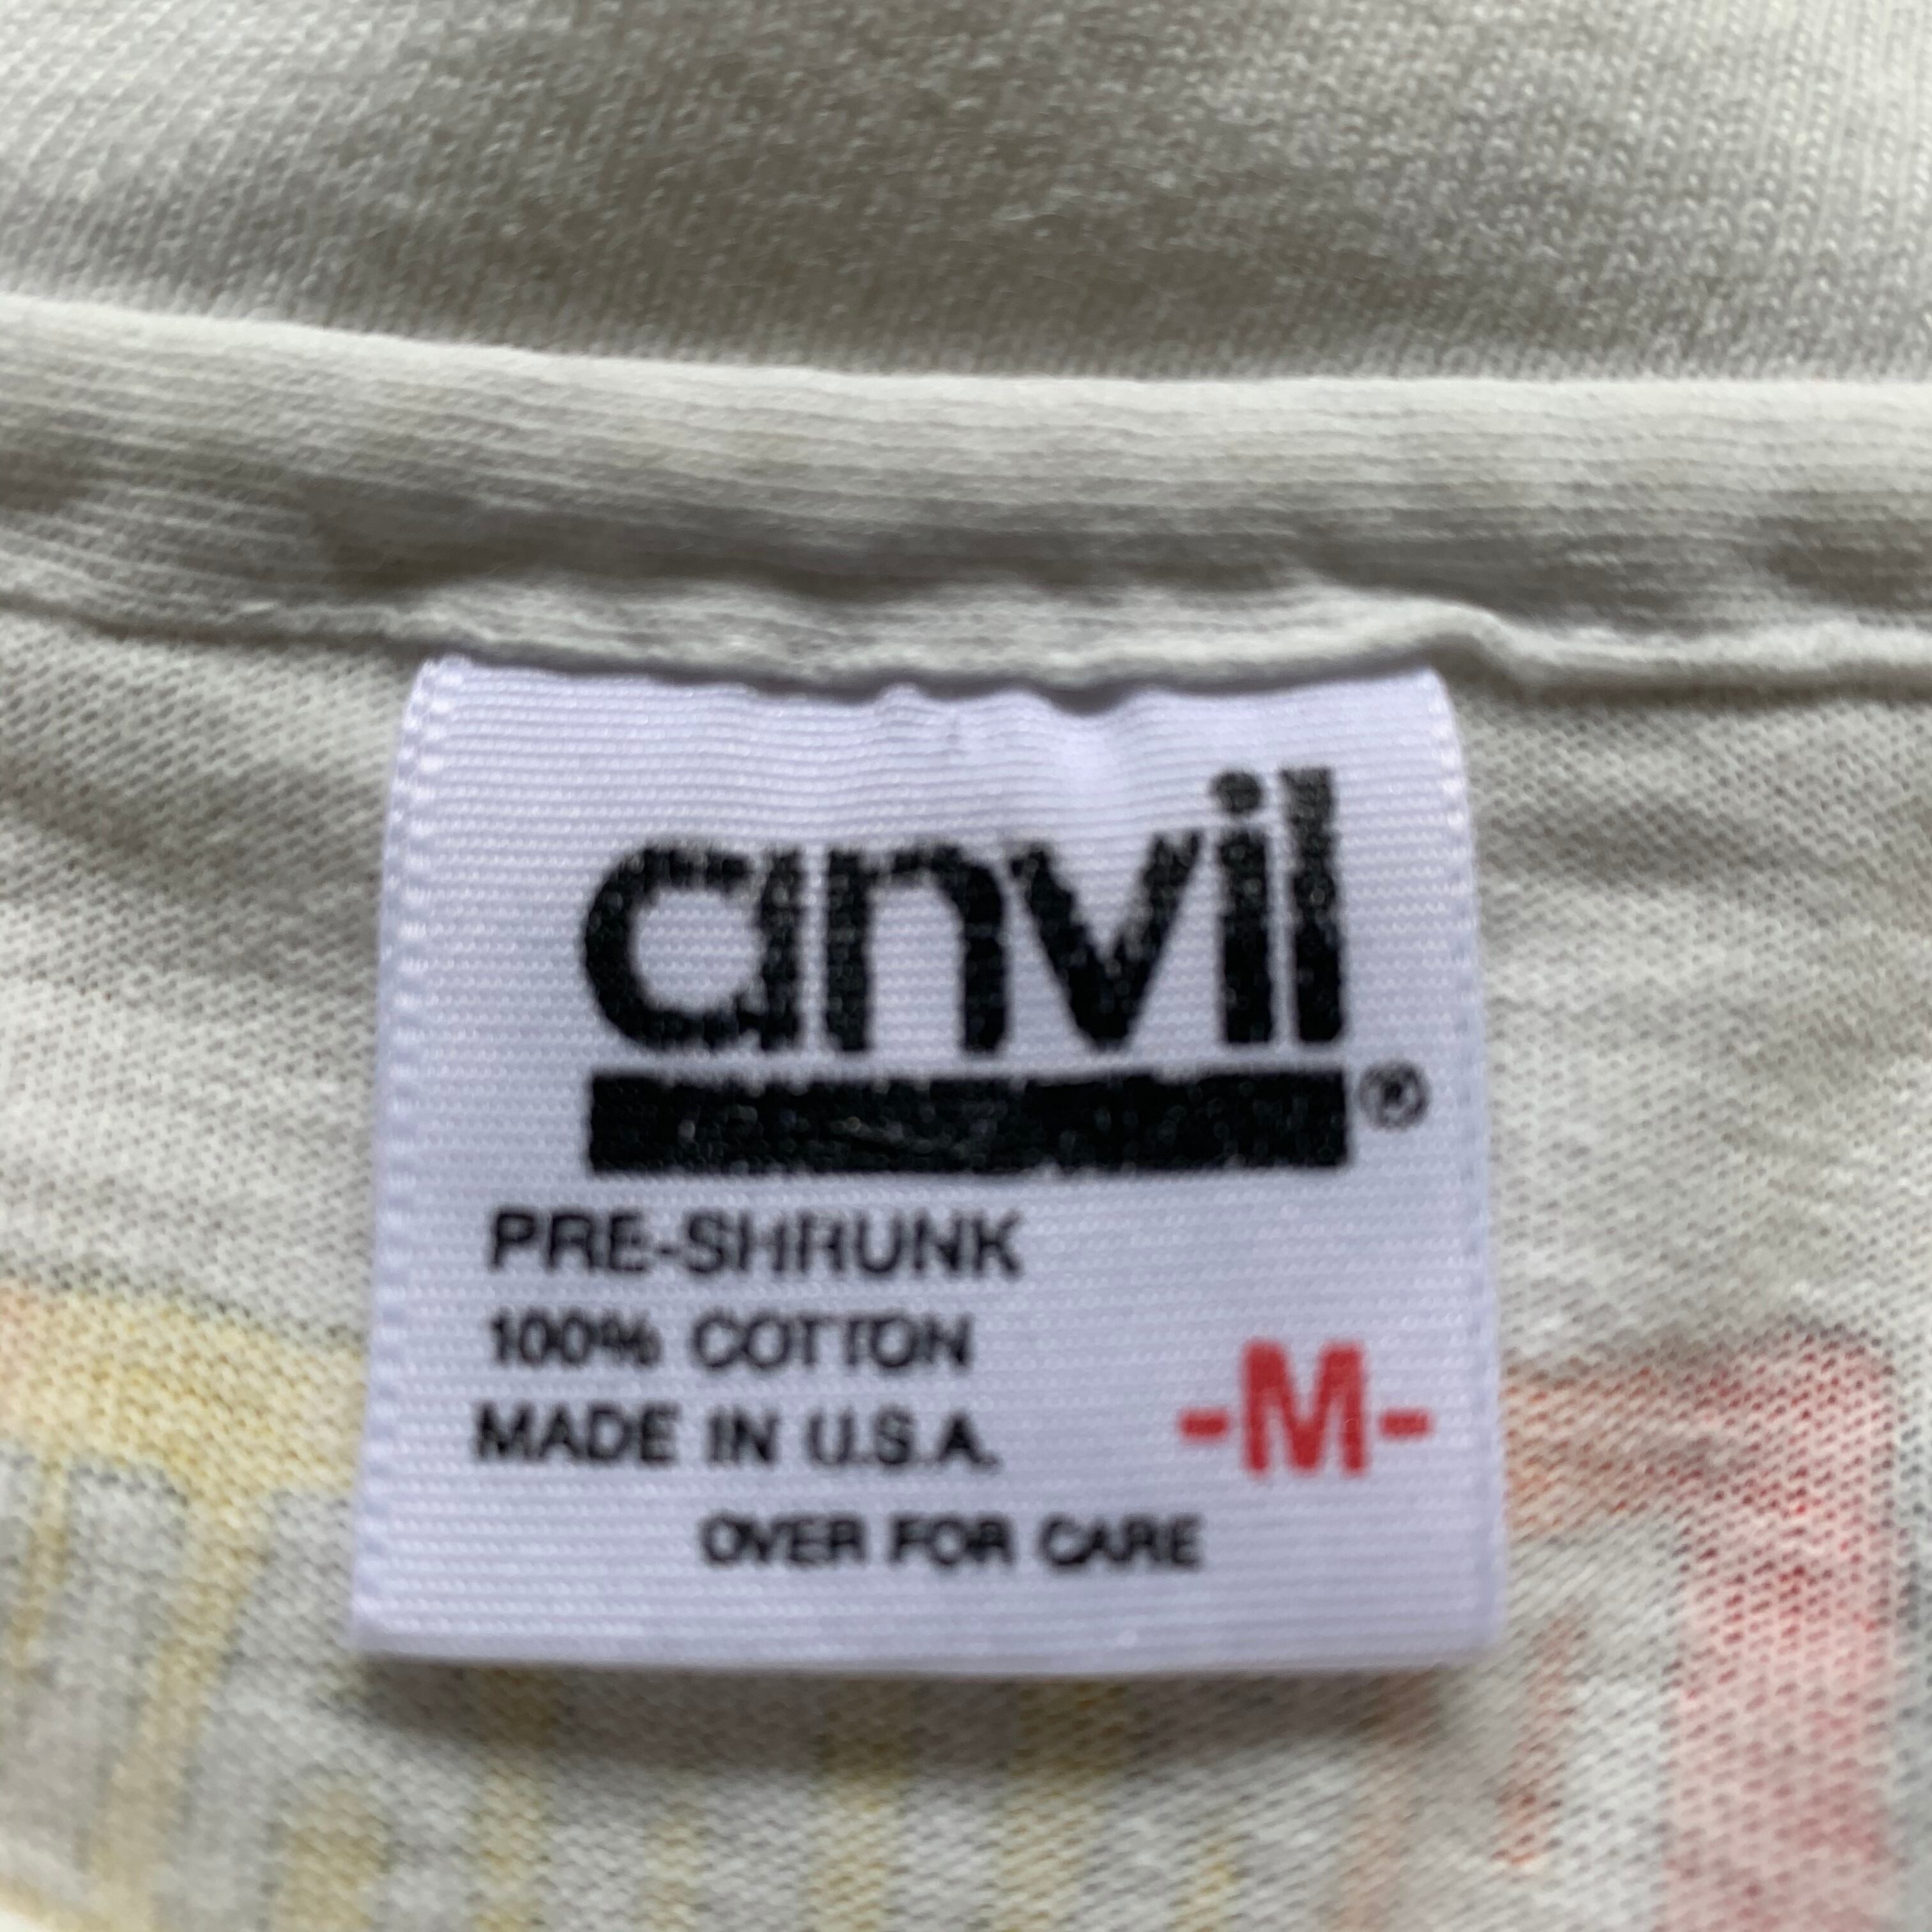 anvil®
PRE-SHRUNK
100% COTTON
MADE IN U.S.A.
-M-
OVER FOR CARE